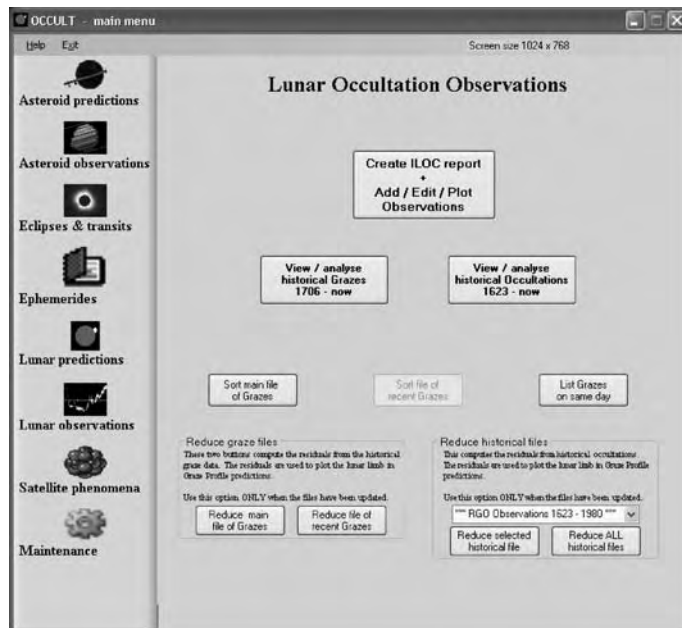 OCCULT - main menu
Help Exit
Screen size 1024 x 768
Asteroid predictions
Asteroid observations
Eclipses & transits
Ephemerides
Lunar predictions
Lunar observations
Satellite phenomena
Maintenance
Lunar Occultation Observations
Create ILOC report
+
Add / Edit / Plot
Observations
View / analyse
historical Grazes
1706 - now
View / analyse
historical Occultations
1623 - now
Sort main file
of Grazes
Sort file of
recent Grazes
List Grazes
on same day
Reduce graze files
These two buttons compute the residuals from the historical
graze data. The residuals are used to plot the lunar limb in
Graze Profile
predictions.
Use this option ONLY when the files have been updated.
Reduce main
file of Grazes
Reduce file of
recent Grazes
Reduce historical files
This computes the residuals from historical occultations.
The residuals are used to plot the lunar limb in Graze Profile
predictions.
Use this option ONLY when the files have been updated.
*** RGO Observations 1623 - 1980 ***
Reduce selected
historical file
Reduce ALL
historical files